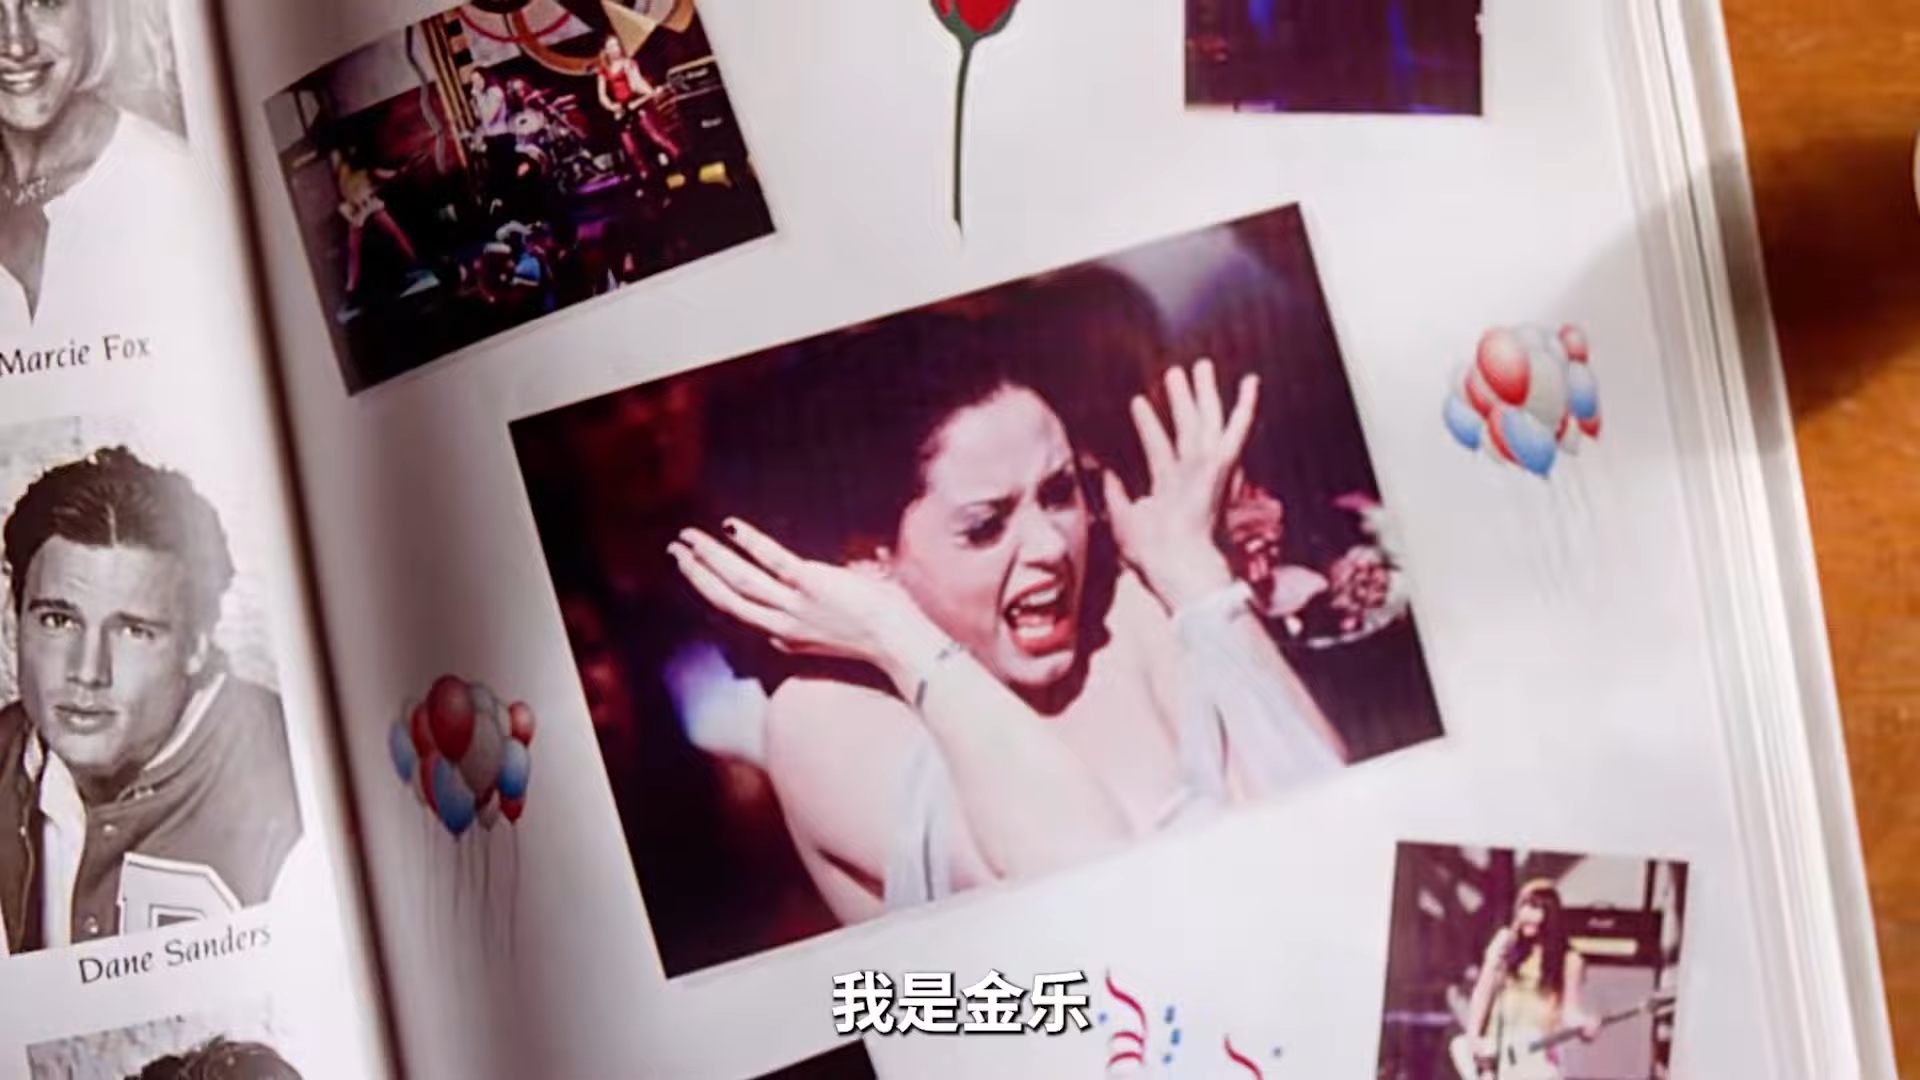 Marcie Fox
Dane Sanders
我是金乐